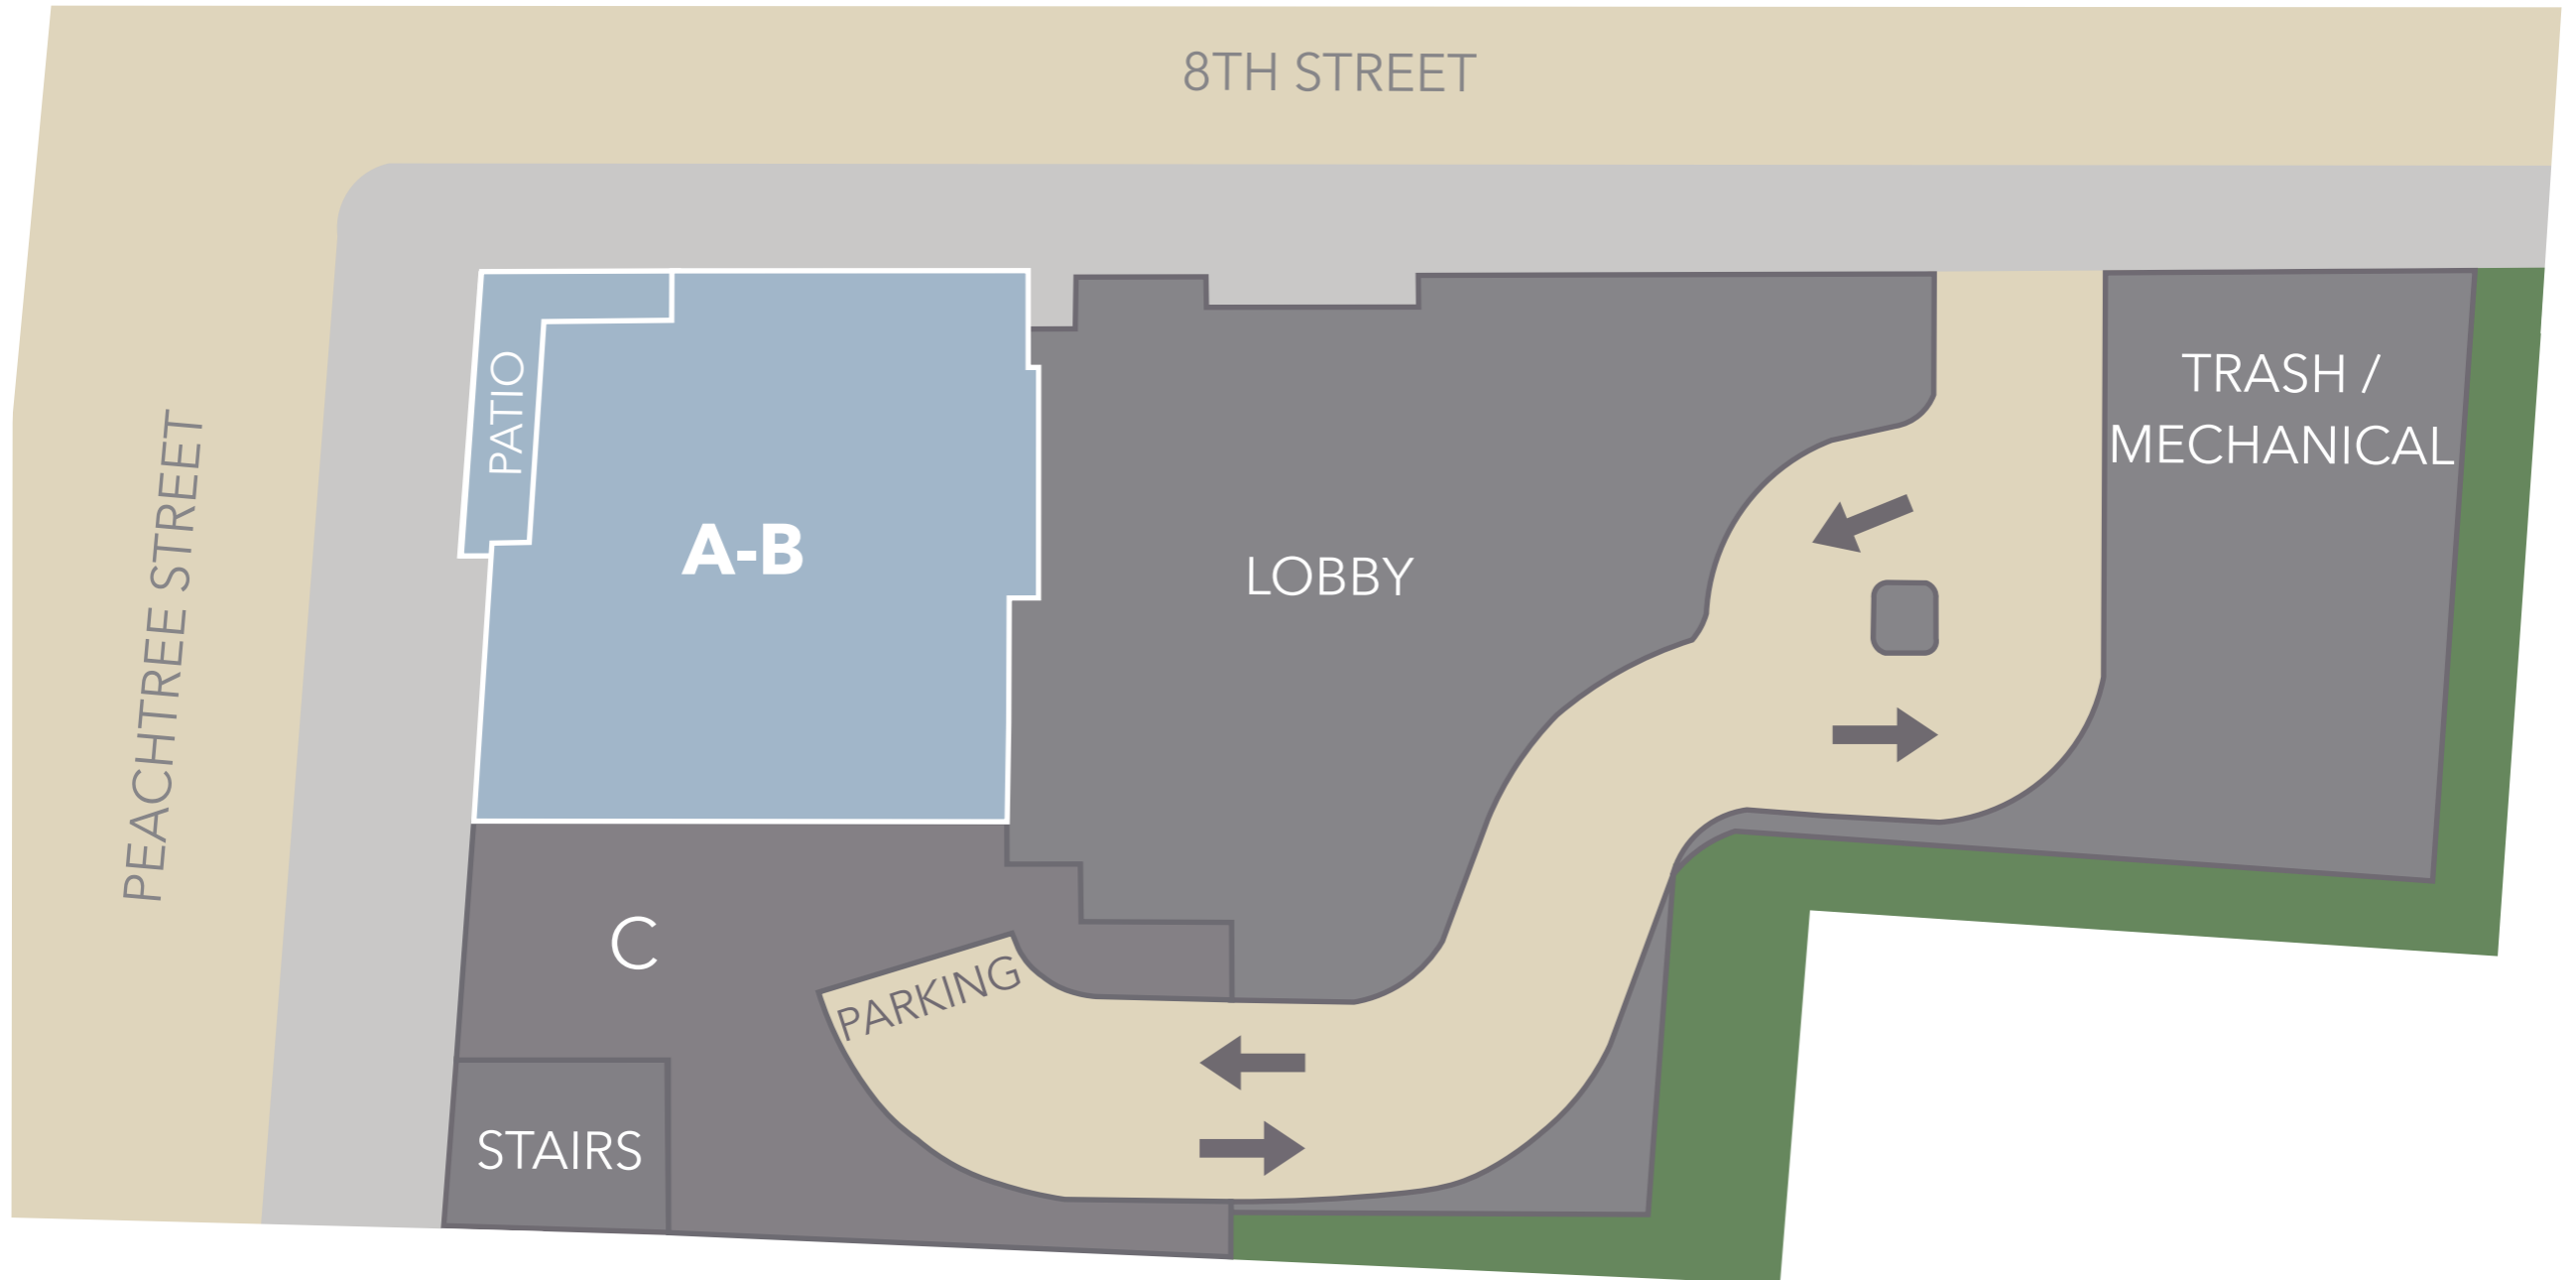 8TH STREET
PEACHTREE STREET
PATIO
A-B
LOBBY
TRASH /
MECHANICAL
C
PARKING
STAIRS